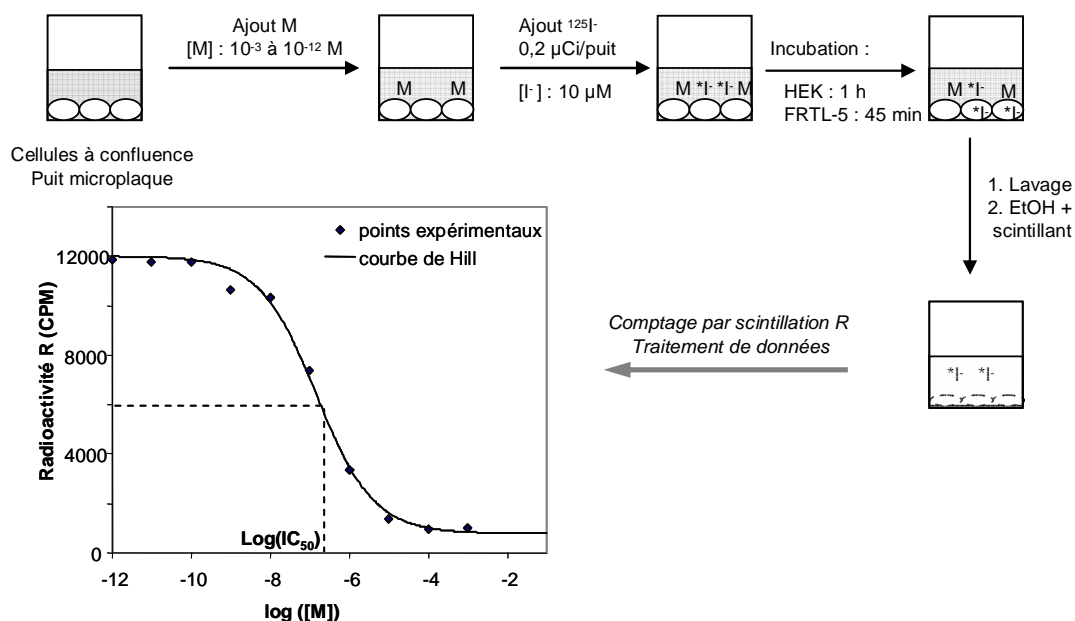 Ajout M
[M] : 10⁻³ à 10⁻¹² M
Ajout ¹²⁵I⁻
0,2 µCi/puit
[I⁻] : 10 µM
Incubation :
HEK : 1 h
FRTL-5 : 45 min
M M
M *I⁻ *I⁻ M
M *I⁻ M
*I⁻ *I⁻
Cellules à confluence
Puit microplaque
1. Lavage
2. EtOH +
scintillant
points expérimentaux
courbe de Hill
Radioactivité R (CPM)
12000
8000
4000
0
Log(IC₅₀)
-12 -10 -8 -6 -4 -2
log ([M])
Comptage par scintillation R
Traitement de données
*I⁻ *I⁻